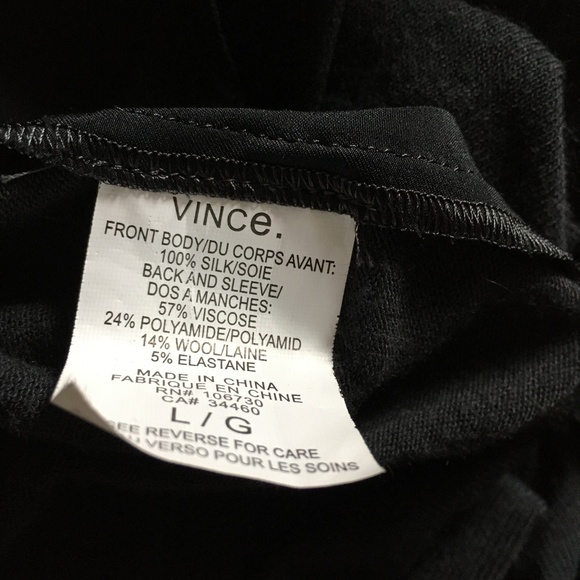 VINCe.
FRONT BODY/DU CORPS AVANT:
100% SILK/SOIE
BACK AND SLEEVE/
DOS A MANCHES:
57% VISCOSE
24% POLYAMIDE/POLYAMID
14% WOOL/LAINE
5% ELASTANE
MADE IN CHINA
FABRIQUE EN CHINE
RN# 106730
CA# 34460
L / G
SEE REVERSE FOR CARE
AU VERSO POUR LES SOINS